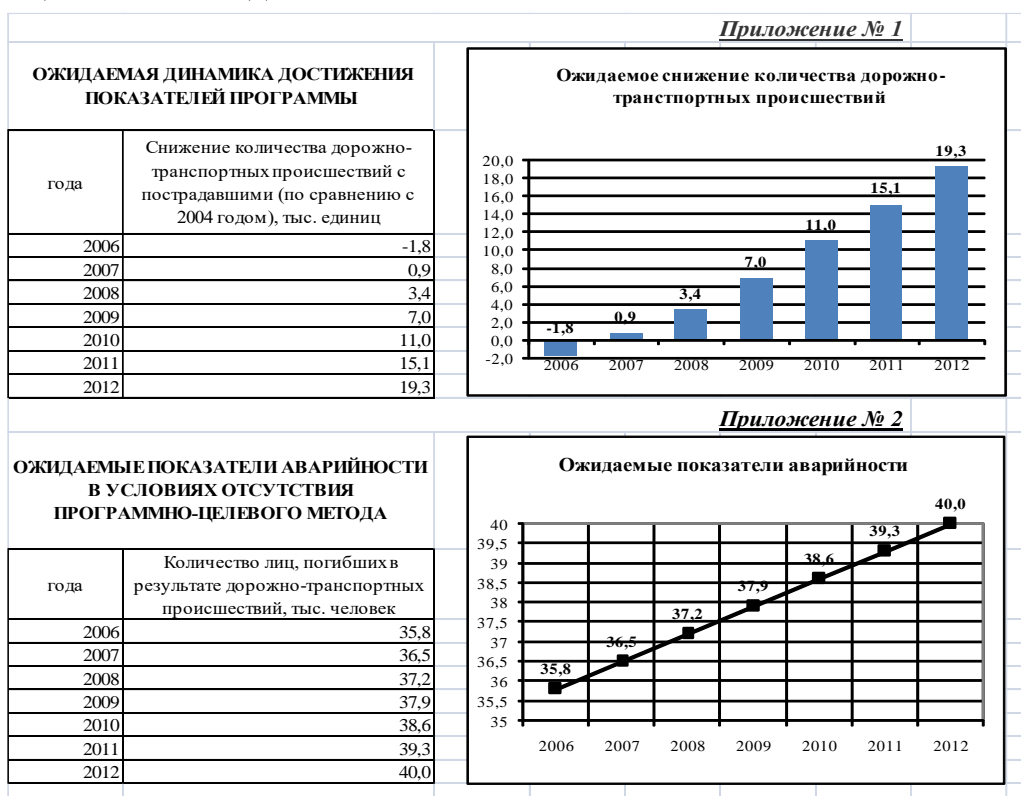 Приложение № 1
ОЖИДАЕМАЯ ДИНАМИКА ДОСТИЖЕНИЯ
ПОКАЗАТЕЛЕЙ ПРОГРАММЫ
года
Снижение количества дорожно-
транспортных происшествий с
пострадавшими (по сравнению с
2004 годом), тыс. единиц
2006 -1,8
2007 0,9
2008 3,4
2009 7,0
2010 11,0
2011 15,1
2012 19,3
Ожидаемое снижение количества дорожно-
транстпортных происшествий
20,0
18,0
16,0
14,0
12,0
10,0
8,0
6,0
4,0
2,0
0,0
-2,0
-1,8
0,9
3,4
7,0
11,0
15,1
19,3
2006 2007 2008 2009 2010 2011 2012
Приложение № 2
ОЖИДАЕМЫЕ ПОКАЗАТЕЛИ АВАРИЙНОСТИ
В УСЛОВИЯХ ОТСУТСТВИЯ
ПРОГРАММНО-ЦЕЛЕВОГО МЕТОДА
года
Количество лиц, погибших в
результате дорожно-транспортных
происшествий, тыс. человек
2006 35,8
2007 36,5
2008 37,2
2009 37,9
2010 38,6
2011 39,3
2012 40,0
Ожидаемые показатели аварийности
40
39,5
39
38,5
38
37,5
37
36,5
36
35,5
35
35,8
36,5
37,2
37,9
38,6
39,3
40,0
2006 2007 2008 2009 2010 2011 2012